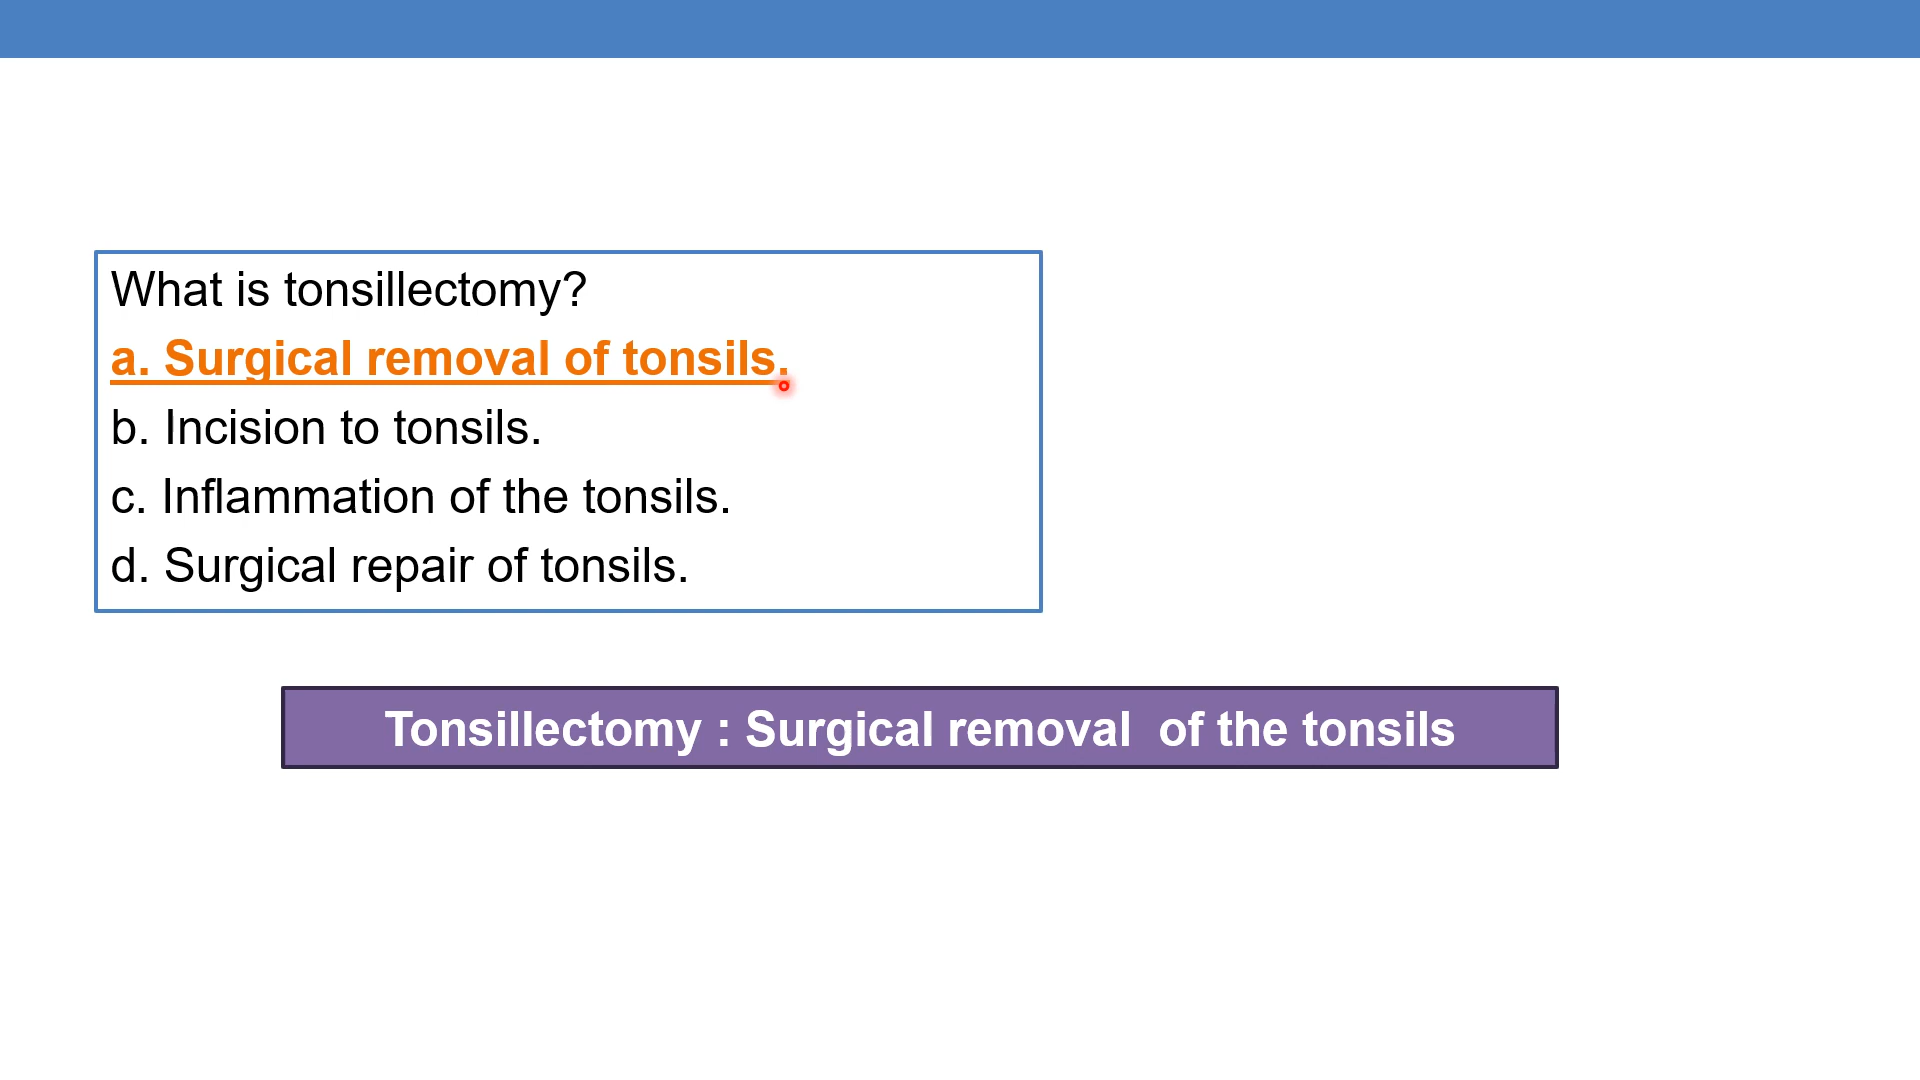 What is tonsillectomy?
a. Surgical removal of tonsils.
b. Incision to tonsils.
c. Inflammation of the tonsils.
d. Surgical repair of tonsils.
Tonsillectomy : Surgical removal  of the tonsils